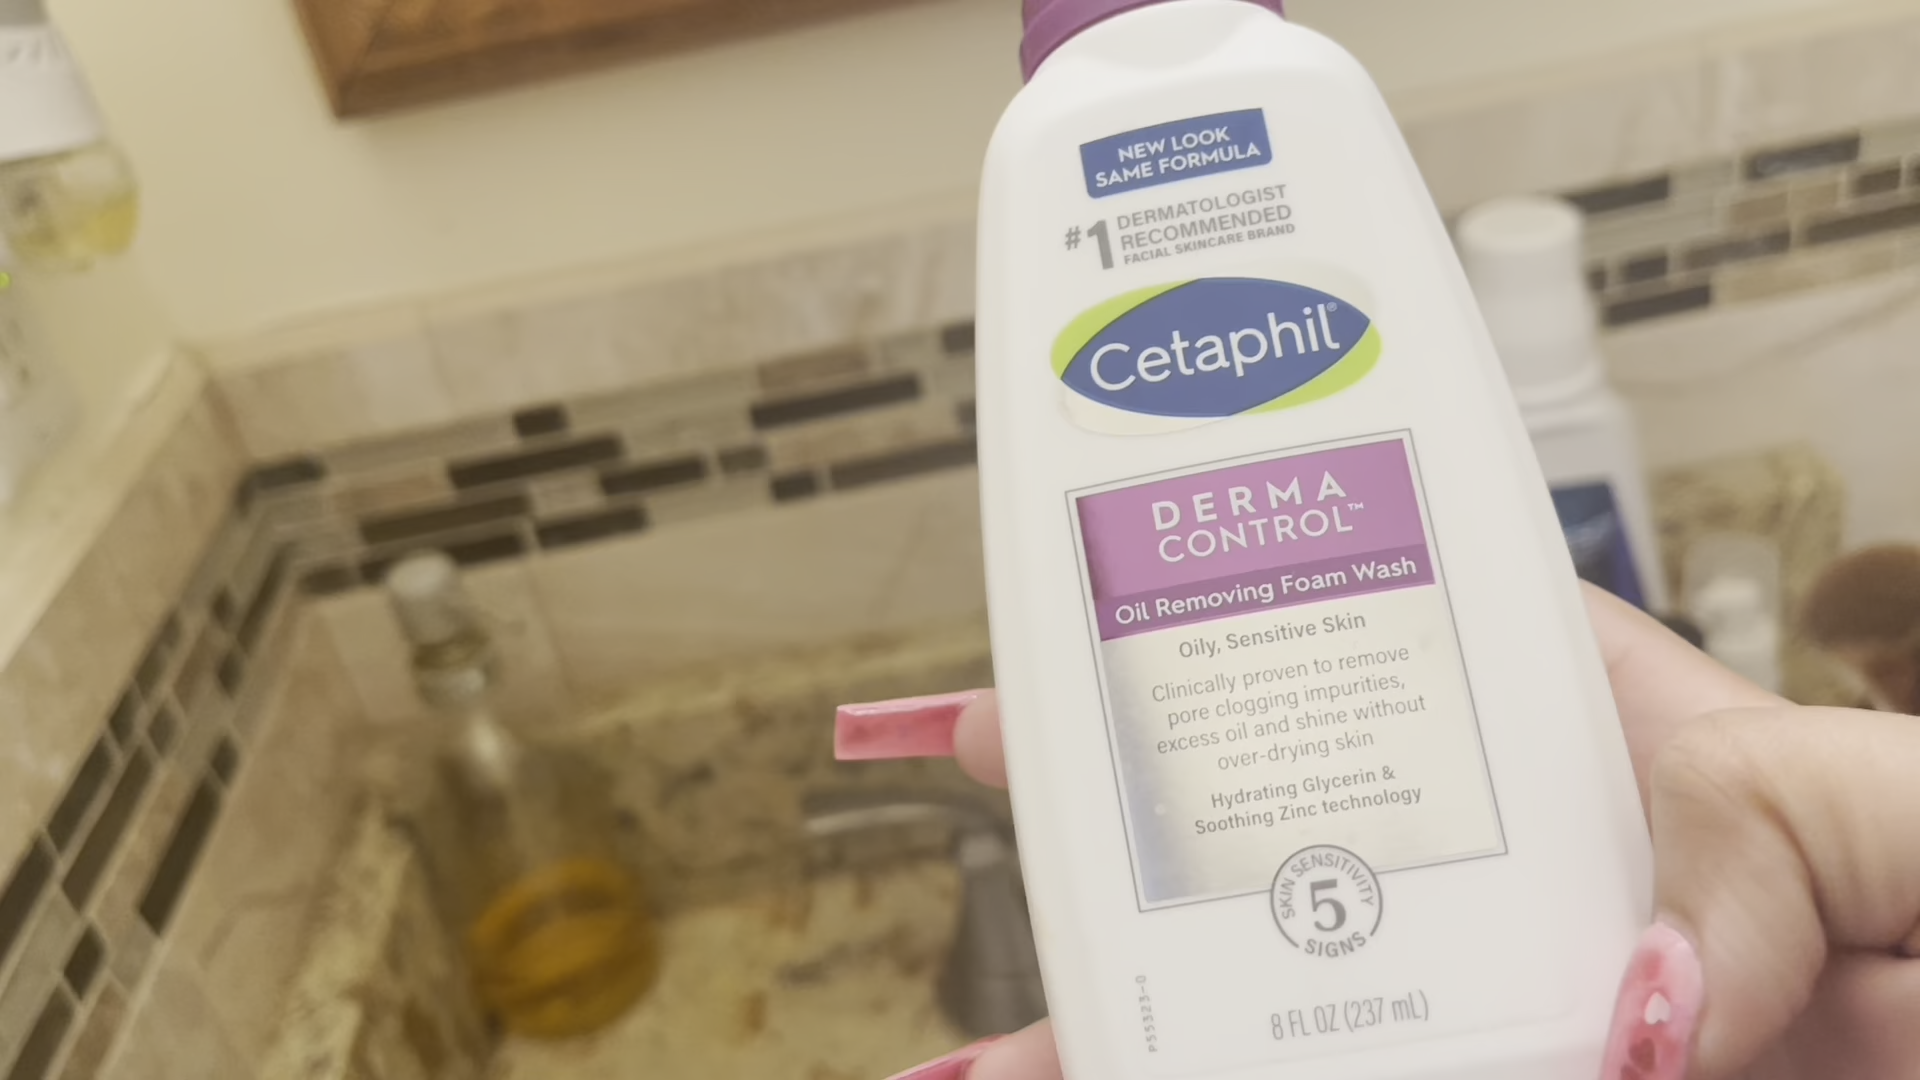 NEW LOOK
SAME FORMULA
#1 DERMATOLOGIST
RECOMMENDED
FACIAL SKINCARE BRAND
Cetaphil®
DERMA
CONTROL™
Oil Removing Foam Wash
Oily, Sensitive Skin
Clinically proven to remove
pore clogging impurities,
excess oil and shine without
over-drying skin
Hydrating Glycerin &
Soothing Zinc technology
SKIN SENSITIVITY
5
SIGNS
P55323-0
8 FL OZ (237 mL)